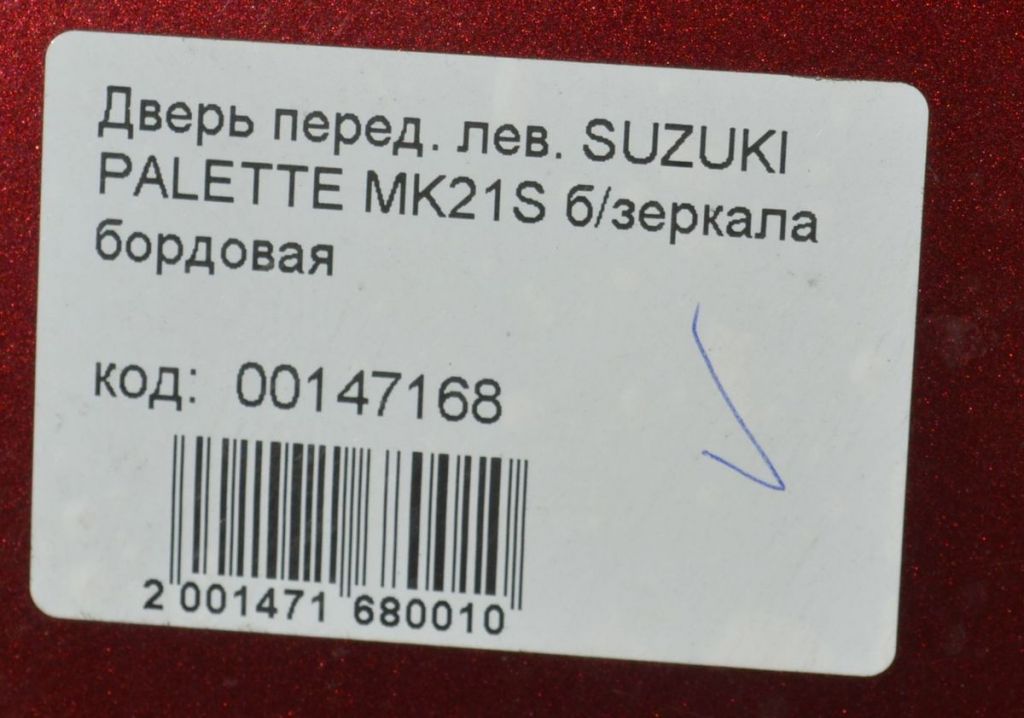 Дверь перед. лев. SUZUKI
PALETTE MK21S б/зеркала
бордовая
код: 00147168
2 001471 680010